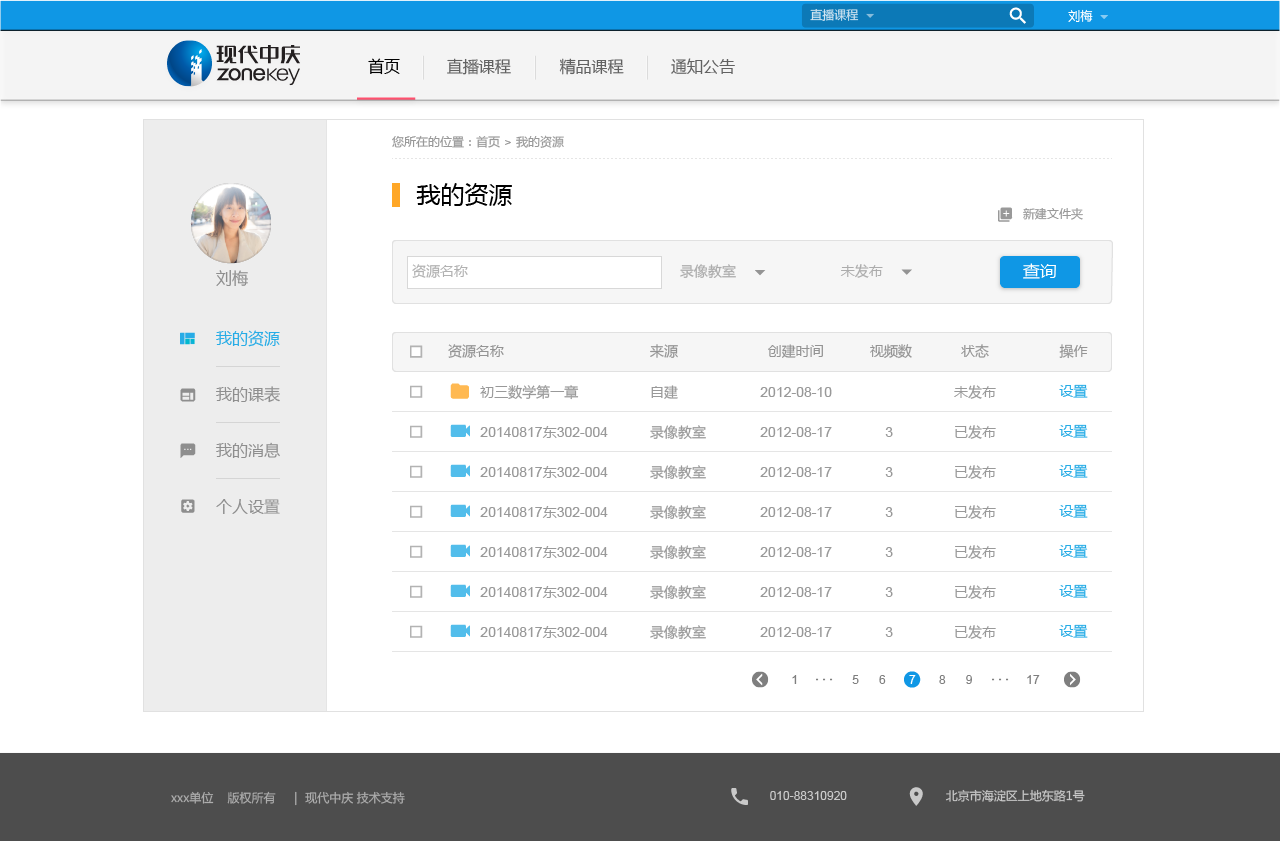 直播课程
刘梅
现代中庆
zonekey
首页 直播课程 精品课程 通知公告
您所在的位置：首页 > 我的资源
我的资源
新建文件夹
刘梅
我的资源
我的课表
我的消息
个人设置
资源名称 录像教室 未发布 查询
资源名称 来源 创建时间 视频数 状态 操作
初三数学第一章 自建 2012-08-10 未发布 设置
20140817东302-004 录像教室 2012-08-17 3 已发布 设置
20140817东302-004 录像教室 2012-08-17 3 已发布 设置
20140817东302-004 录像教室 2012-08-17 3 已发布 设置
20140817东302-004 录像教室 2012-08-17 3 已发布 设置
20140817东302-004 录像教室 2012-08-17 3 已发布 设置
20140817东302-004 录像教室 2012-08-17 3 已发布 设置
1 ··· 5 6 7 8 9 ··· 17
xxx单位 版权所有 | 现代中庆 技术支持
010-88310920
北京市海淀区上地东路1号